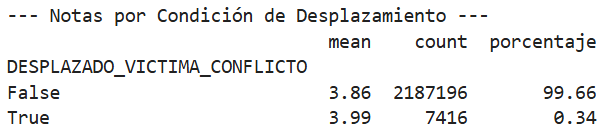 --- Notas por Condición de Desplazamiento ---
mean count porcentaje
DESPLAZADO_VICTIMA_CONFLICTO
False 3.86 2187196 99.66
True 3.99 7416 0.34